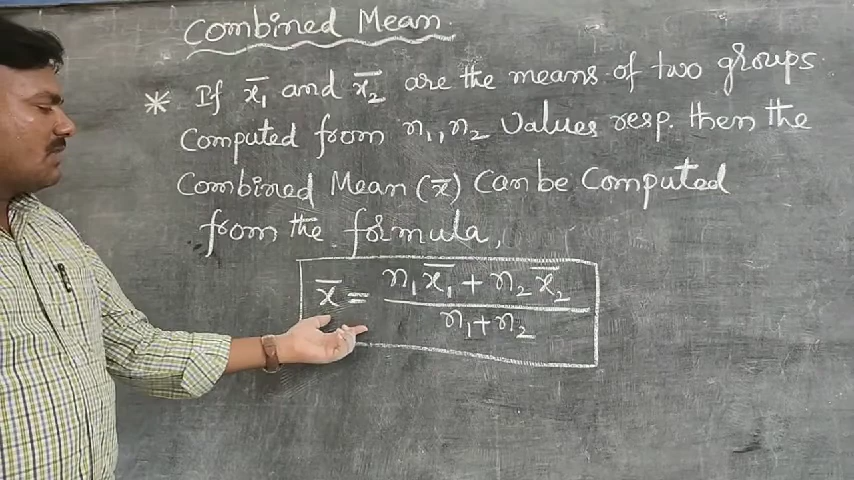 Combined Mean.
* If x̄₁ and x̄₂ are the means of two groups
Computed from n₁, n₂ values resp. then the
Combined Mean (x̄) Can be Computed
from the formula,
x̄ = (n₁x̄₁ + n₂x̄₂) / (n₁ + n₂)